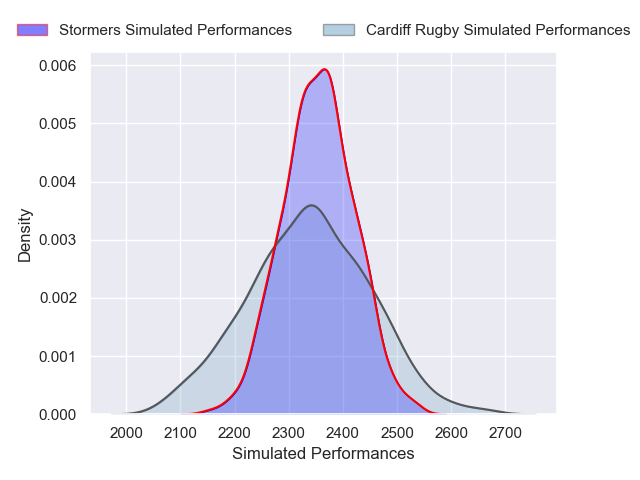 Stormers Simulated Performances
Cardiff Rugby Simulated Performances
0.006
0.005
0.004
0.003
0.002
0.001
0.000
Density
2000 2100 2200 2300 2400 2500 2600 2700
Simulated Performances